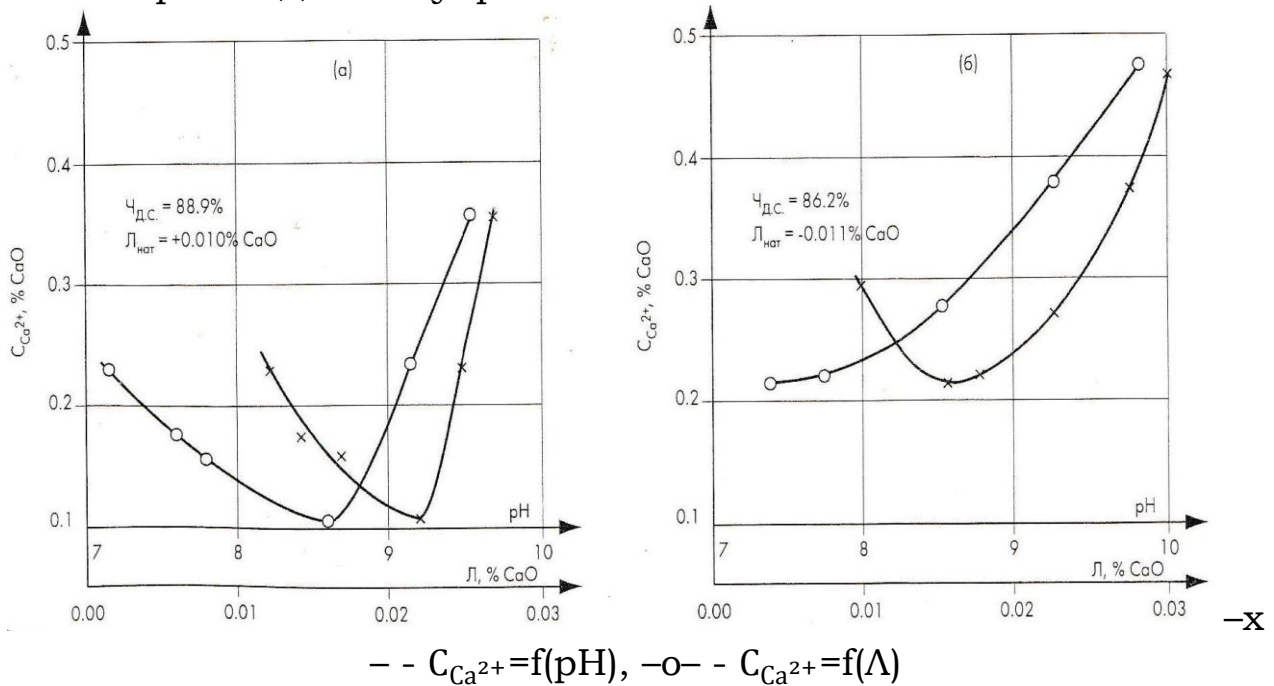 (а)
0.5
0.4
0.3
0.2
0.1
C_Ca²⁺, % CaO
Ч_Д.С. = 88.9%
Л_нат = +0.010% CaO
pH
7 8 9 10
Л, % CaO
0.00 0.01 0.02 0.03
(б)
0.5
0.4
0.3
0.2
0.1
C_Ca²⁺, % CaO
Ч_Д.С. = 86.2%
Л_нат = -0.011% CaO
pH
7 8 9 10
Л, % CaO
0.00 0.01 0.02 0.03
–x
– - C_Ca²⁺=f(pH), –o– - C_Ca²⁺=f(Λ)